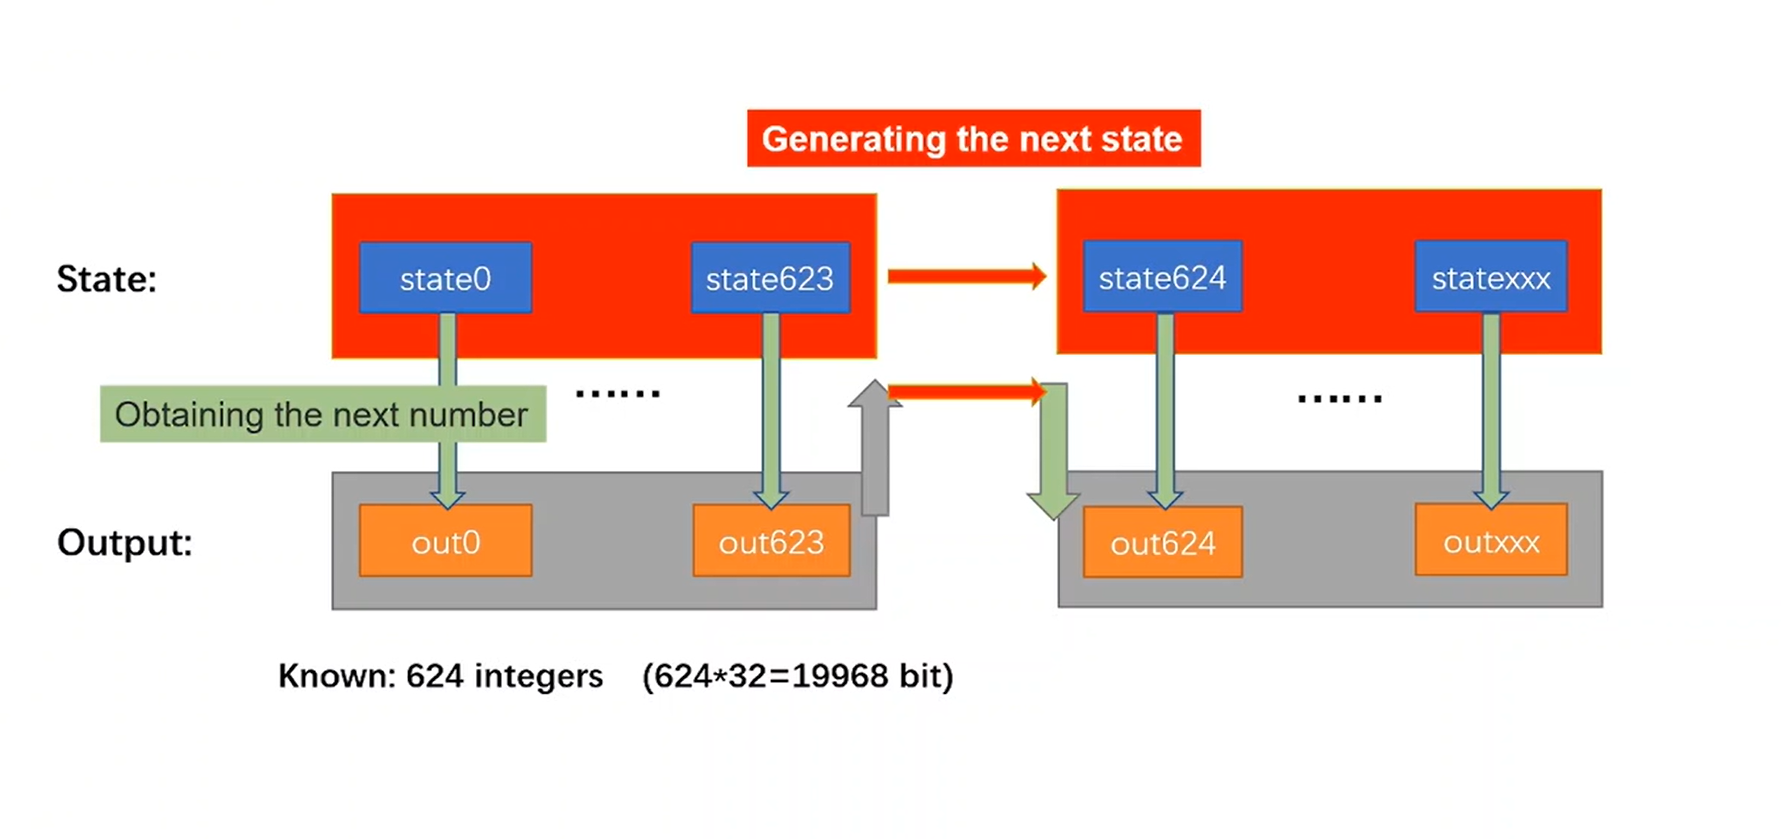 Generating the next state
State:
state0
state623
state624
statexxx
Obtaining the next number
......
......
Output:
out0
out623
out624
outxxx
Known: 624 integers (624*32=19968 bit)